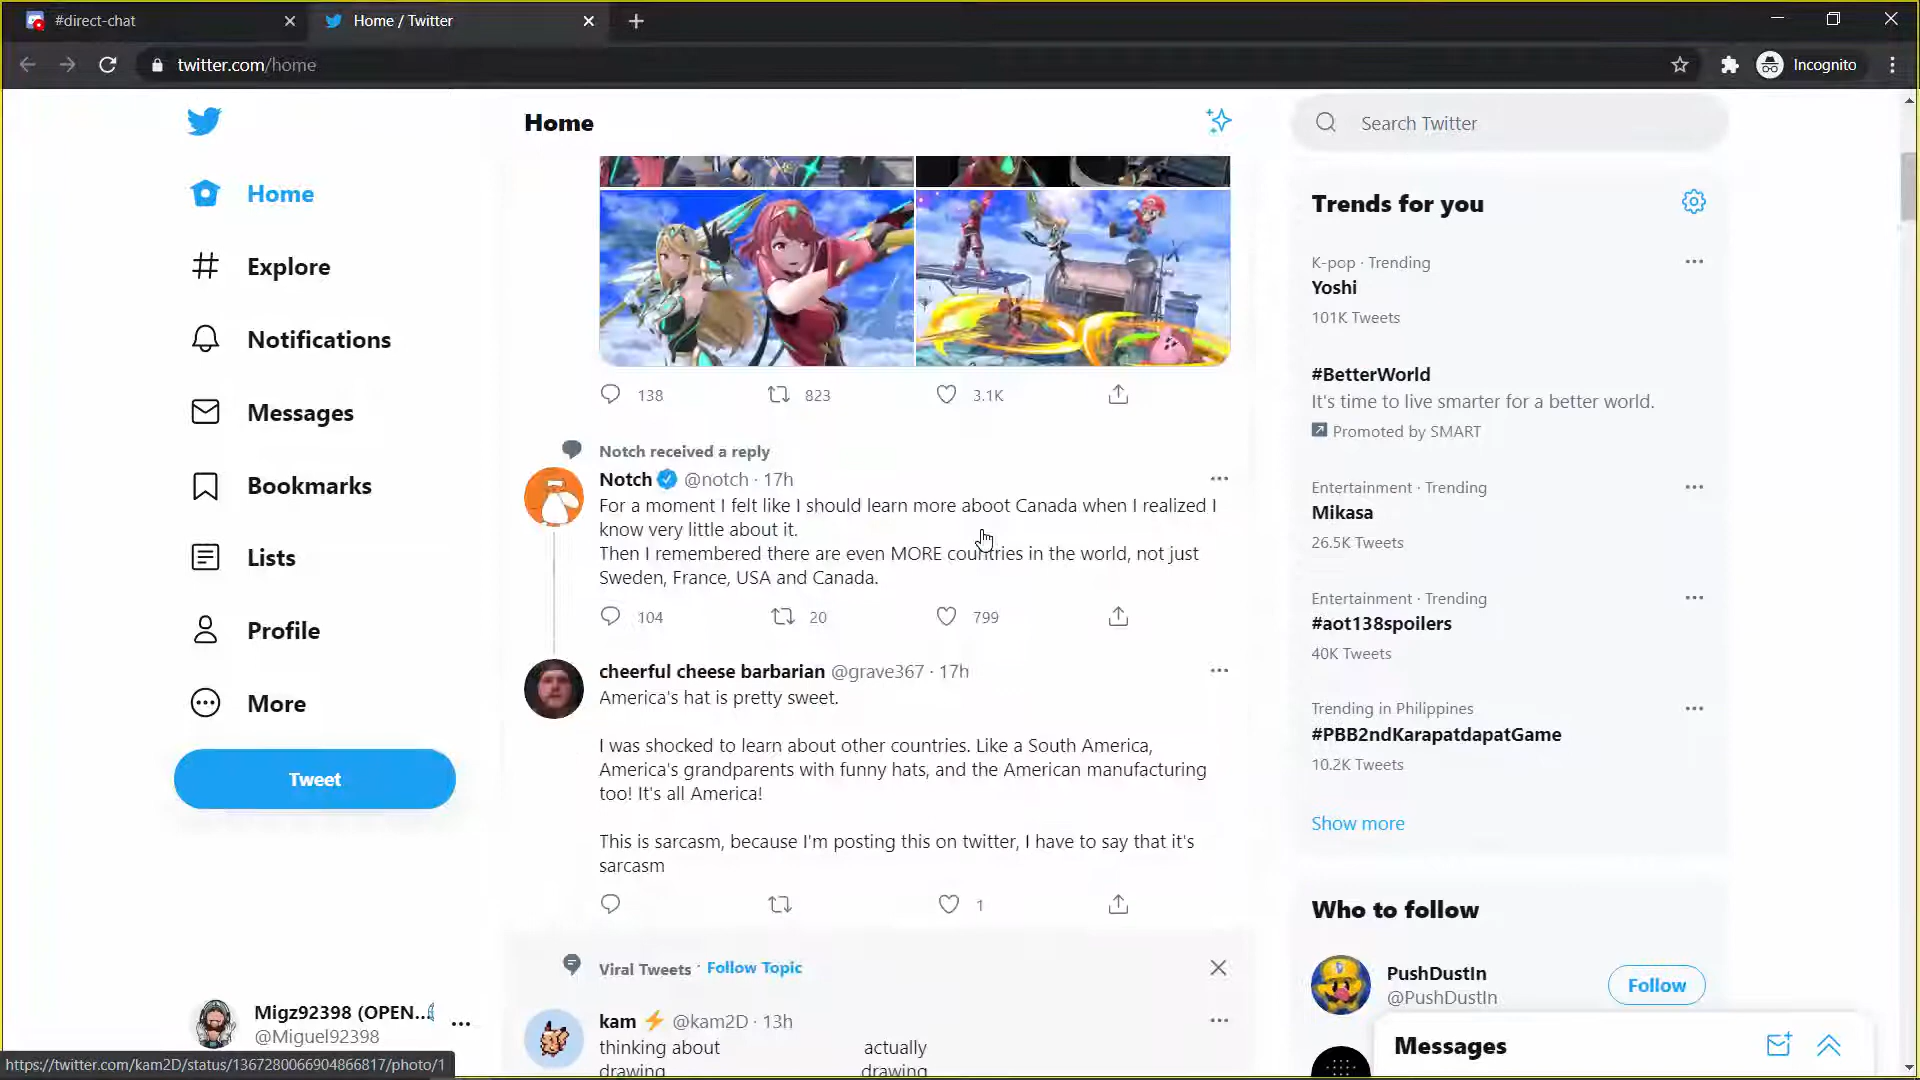 #direct-chat
Home / Twitter
twitter.com/home
Incognito
Home
Explore
Notifications
Messages
Bookmarks
Lists
Profile
More
Tweet
Migz92398 (OPEN...
@Miguel92398
Home
138
823
3.1K
Notch received a reply
Notch @notch · 17h
For a moment I felt like I should learn more aboot Canada when I realized I
know very little about it.
Then I remembered there are even MORE countries in the world, not just
Sweden, France, USA and Canada.
104
20
799
cheerful cheese barbarian @grave367 · 17h
America's hat is pretty sweet.
I was shocked to learn about other countries. Like a South America,
America's grandparents with funny hats, and the American manufacturing
too! It's all America!
This is sarcasm, because I'm posting this on twitter, I have to say that it's
sarcasm
1
Viral Tweets · Follow Topic
kam ⚡ @kam2D · 13h
thinking about actually
drawing drawing
Search Twitter
Trends for you
K-pop · Trending
Yoshi
101K Tweets
#BetterWorld
It's time to live smarter for a better world.
Promoted by SMART
Entertainment · Trending
Mikasa
26.5K Tweets
Entertainment · Trending
#aot138spoilers
40K Tweets
Trending in Philippines
#PBB2ndKarapatdapatGame
10.2K Tweets
Show more
Who to follow
PushDustIn
@PushDustIn
Follow
Messages
https://twitter.com/kam2D/status/1367280066904866817/photo/1